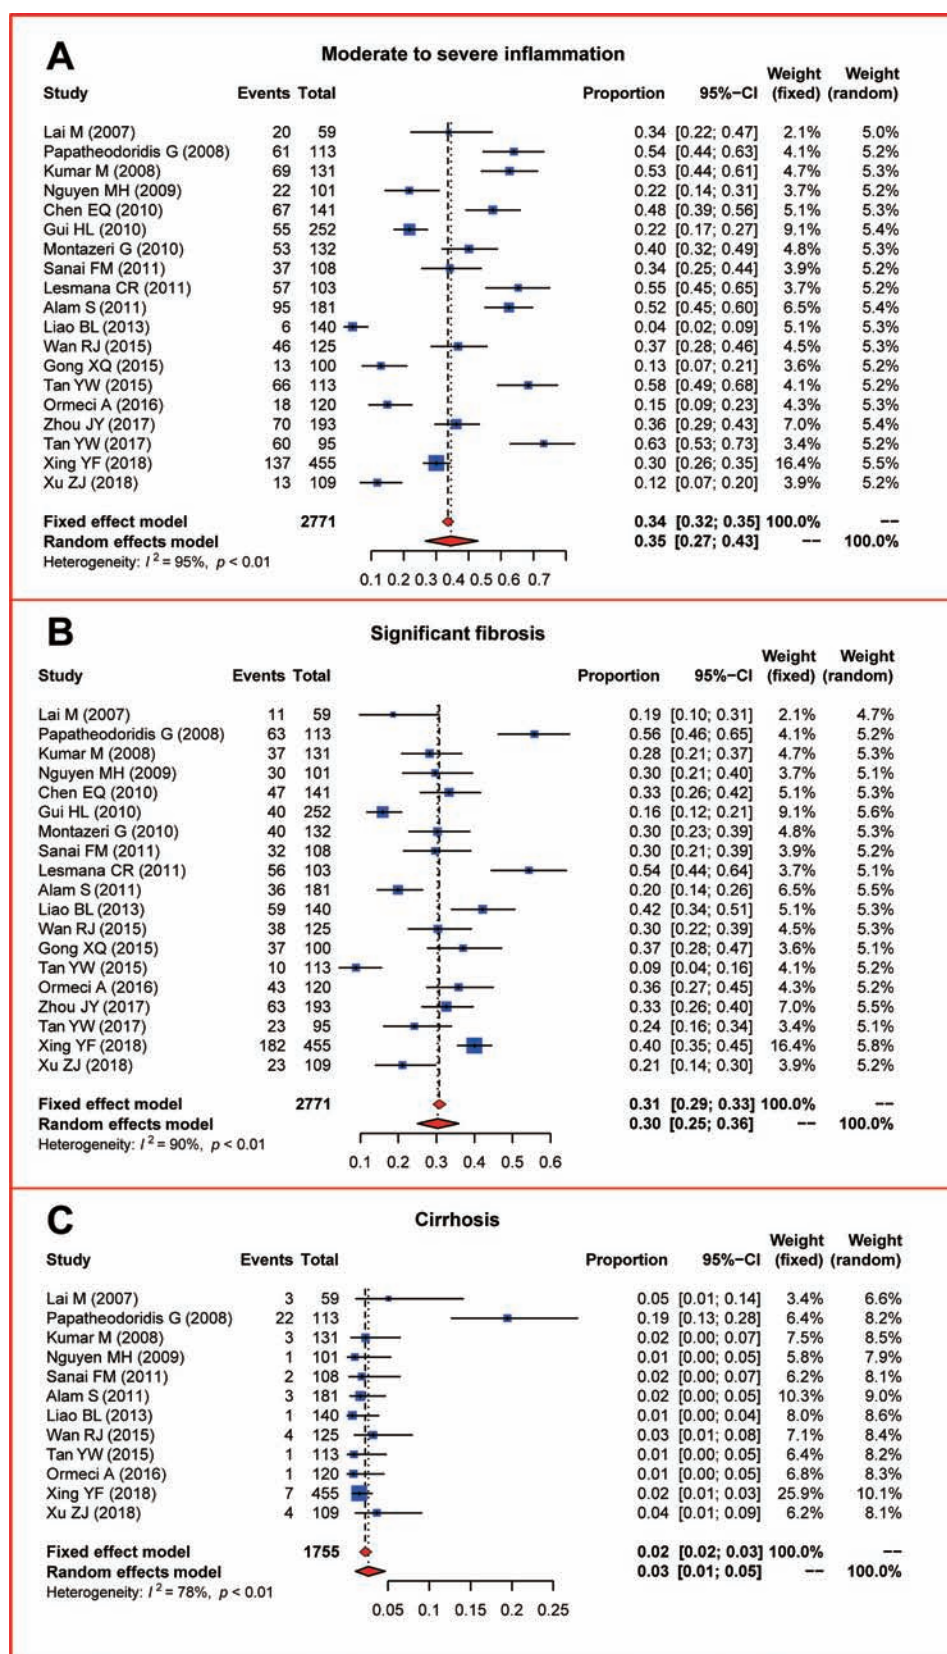 A
Moderate to severe inflammation
Weight Weight
Study Events Total Proportion 95%−CI (fixed) (random)
Lai M (2007) 20 59 0.34 [0.22; 0.47] 2.1% 5.0%
Papatheodoridis G (2008) 61 113 0.54 [0.44; 0.63] 4.1% 5.2%
Kumar M (2008) 69 131 0.53 [0.44; 0.61] 4.7% 5.3%
Nguyen MH (2009) 22 101 0.22 [0.14; 0.31] 3.7% 5.2%
Chen EQ (2010) 67 141 0.48 [0.39; 0.56] 5.1% 5.3%
Gui HL (2010) 55 252 0.22 [0.17; 0.27] 9.1% 5.4%
Montazeri G (2010) 53 132 0.40 [0.32; 0.49] 4.8% 5.3%
Sanai FM (2011) 37 108 0.34 [0.25; 0.44] 3.9% 5.2%
Lesmana CR (2011) 57 103 0.55 [0.45; 0.65] 3.7% 5.2%
Alam S (2011) 95 181 0.52 [0.45; 0.60] 6.5% 5.4%
Liao BL (2013) 6 140 0.04 [0.02; 0.09] 5.1% 5.3%
Wan RJ (2015) 46 125 0.37 [0.28; 0.46] 4.5% 5.3%
Gong XQ (2015) 13 100 0.13 [0.07; 0.21] 3.6% 5.2%
Tan YW (2015) 66 113 0.58 [0.49; 0.68] 4.1% 5.2%
Ormeci A (2016) 18 120 0.15 [0.09; 0.23] 4.3% 5.3%
Zhou JY (2017) 70 193 0.36 [0.29; 0.43] 7.0% 5.4%
Tan YW (2017) 60 95 0.63 [0.53; 0.73] 3.4% 5.2%
Xing YF (2018) 137 455 0.30 [0.26; 0.35] 16.4% 5.5%
Xu ZJ (2018) 13 109 0.12 [0.07; 0.20] 3.9% 5.2%
Fixed effect model 2771 0.34 [0.32; 0.35] 100.0% −−
Random effects model 0.35 [0.27; 0.43] −− 100.0%
Heterogeneity: I² = 95%, p < 0.01
0.1 0.2 0.3 0.4 0.5 0.6 0.7
B
Significant fibrosis
Weight Weight
Study Events Total Proportion 95%−CI (fixed) (random)
Lai M (2007) 11 59 0.19 [0.10; 0.31] 2.1% 4.7%
Papatheodoridis G (2008) 63 113 0.56 [0.46; 0.65] 4.1% 5.2%
Kumar M (2008) 37 131 0.28 [0.21; 0.37] 4.7% 5.3%
Nguyen MH (2009) 30 101 0.30 [0.21; 0.40] 3.7% 5.1%
Chen EQ (2010) 47 141 0.33 [0.26; 0.42] 5.1% 5.3%
Gui HL (2010) 40 252 0.16 [0.12; 0.21] 9.1% 5.6%
Montazeri G (2010) 40 132 0.30 [0.23; 0.39] 4.8% 5.3%
Sanai FM (2011) 32 108 0.30 [0.21; 0.39] 3.9% 5.2%
Lesmana CR (2011) 56 103 0.54 [0.44; 0.64] 3.7% 5.1%
Alam S (2011) 36 181 0.20 [0.14; 0.26] 6.5% 5.5%
Liao BL (2013) 59 140 0.42 [0.34; 0.51] 5.1% 5.3%
Wan RJ (2015) 38 125 0.30 [0.22; 0.39] 4.5% 5.3%
Gong XQ (2015) 37 100 0.37 [0.28; 0.47] 3.6% 5.1%
Tan YW (2015) 10 113 0.09 [0.04; 0.16] 4.1% 5.2%
Ormeci A (2016) 43 120 0.36 [0.27; 0.45] 4.3% 5.2%
Zhou JY (2017) 63 193 0.33 [0.26; 0.40] 7.0% 5.5%
Tan YW (2017) 23 95 0.24 [0.16; 0.34] 3.4% 5.1%
Xing YF (2018) 182 455 0.40 [0.35; 0.45] 16.4% 5.8%
Xu ZJ (2018) 23 109 0.21 [0.14; 0.30] 3.9% 5.2%
Fixed effect model 2771 0.31 [0.29; 0.33] 100.0% −−
Random effects model 0.30 [0.25; 0.36] −− 100.0%
Heterogeneity: I² = 90%, p < 0.01
0.1 0.2 0.3 0.4 0.5 0.6
C
Cirrhosis
Weight Weight
Study Events Total Proportion 95%−CI (fixed) (random)
Lai M (2007) 3 59 0.05 [0.01; 0.14] 3.4% 6.6%
Papatheodoridis G (2008) 22 113 0.19 [0.13; 0.28] 6.4% 8.2%
Kumar M (2008) 3 131 0.02 [0.00; 0.07] 7.5% 8.5%
Nguyen MH (2009) 1 101 0.01 [0.00; 0.05] 5.8% 7.9%
Sanai FM (2011) 2 108 0.02 [0.00; 0.07] 6.2% 8.1%
Alam S (2011) 3 181 0.02 [0.00; 0.05] 10.3% 9.0%
Liao BL (2013) 1 140 0.01 [0.00; 0.04] 8.0% 8.6%
Wan RJ (2015) 4 125 0.03 [0.01; 0.08] 7.1% 8.4%
Tan YW (2015) 1 113 0.01 [0.00; 0.05] 6.4% 8.2%
Ormeci A (2016) 1 120 0.01 [0.00; 0.05] 6.8% 8.3%
Xing YF (2018) 7 455 0.02 [0.01; 0.03] 25.9% 10.1%
Xu ZJ (2018) 4 109 0.04 [0.01; 0.09] 6.2% 8.1%
Fixed effect model 1755 0.02 [0.02; 0.03] 100.0% −−
Random effects model 0.03 [0.01; 0.05] −− 100.0%
Heterogeneity: I² = 78%, p < 0.01
0.05 0.1 0.15 0.2 0.25